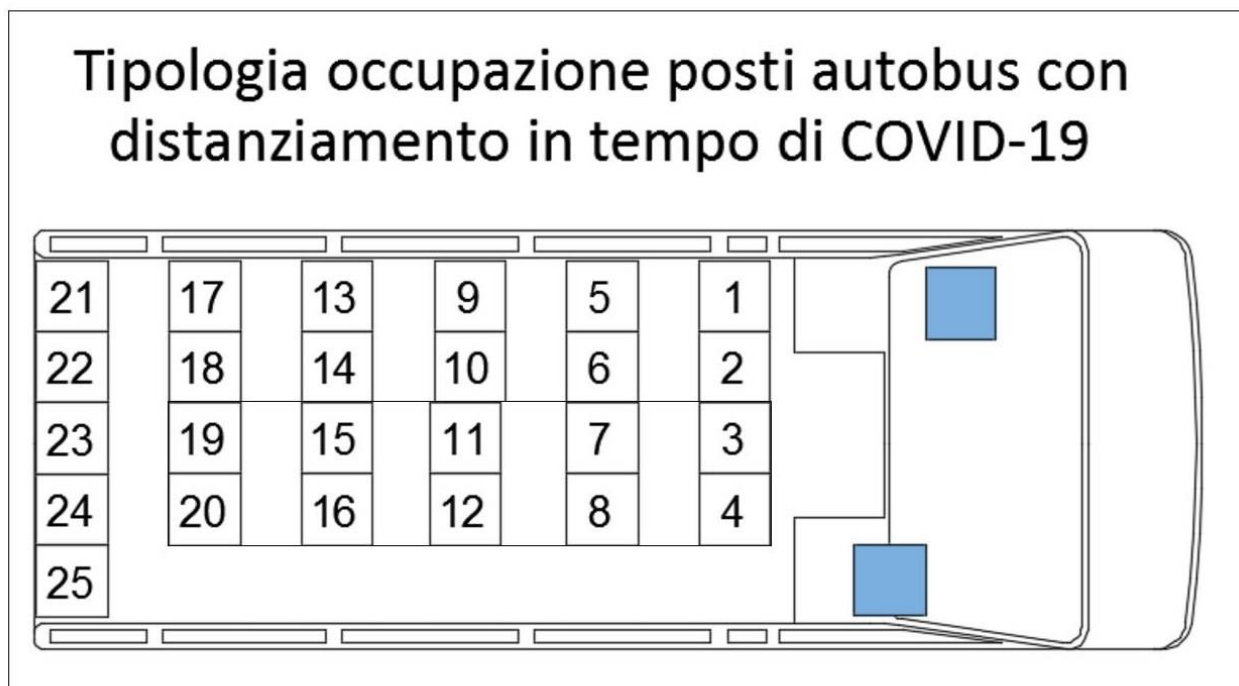 Tipologia occupazione posti autobus con
distanziamento in tempo di COVID-19
21 17 13 9 5 1
22 18 14 10 6 2
23 19 15 11 7 3
24 20 16 12 8 4
25